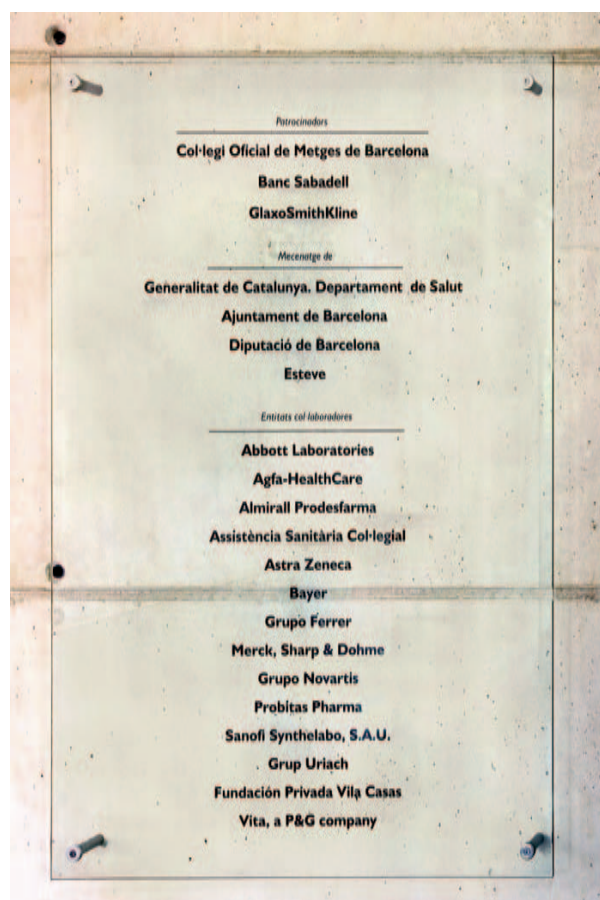 Patrocinadors
Col·legi Oficial de Metges de Barcelona
Banc Sabadell
GlaxoSmithKline
Mecenatge de
Generalitat de Catalunya. Departament de Salut
Ajuntament de Barcelona
Diputació de Barcelona
Esteve
Entitats col·laboradores
Abbott Laboratories
Agfa-HealthCare
Almirall Prodesfarma
Assistència Sanitària Col·legial
Astra Zeneca
Bayer
Grupo Ferrer
Merck, Sharp & Dohme
Grupo Novartis
Probitas Pharma
Sanofi Synthelabo, S.A.U.
Grup Uriach
Fundación Privada Vila Casas
Vita, a P&G company